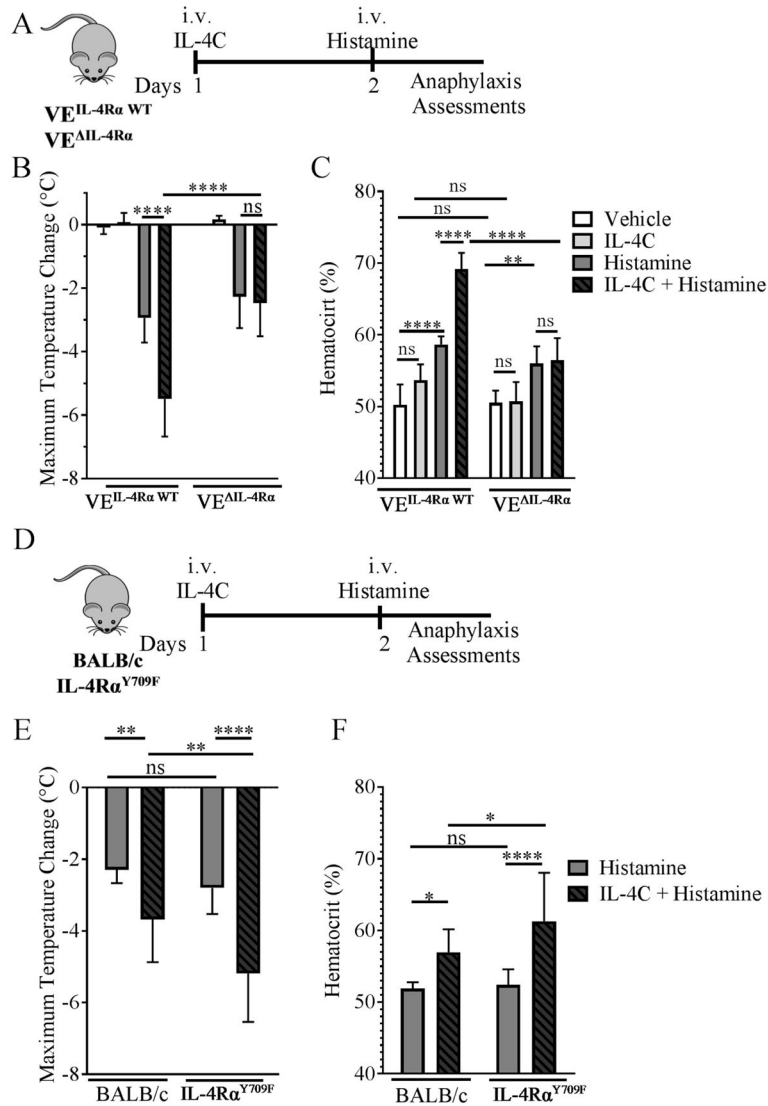 A
i.v.
IL-4C
i.v.
Histamine
Days 1
2
Anaphylaxis
Assessments
VE^IL-4Rα WT
VE^ΔIL-4Rα
B
Maximum Temperature Change (°C)
0
-2
-4
-6
-8
****
****
ns
VE^IL-4Rα WT
VE^ΔIL-4Rα
C
Hematocirt (%)
80
70
60
50
40
ns
ns
****
****
**
****
ns
ns
ns
Vehicle
IL-4C
Histamine
IL-4C + Histamine
VE^IL-4Rα WT
VE^ΔIL-4Rα
D
i.v.
IL-4C
i.v.
Histamine
Days 1
2
Anaphylaxis
Assessments
BALB/c
IL-4Rα^Y709F
E
Maximum Temperature Change (°C)
**
****
**
ns
0
-2
-4
-6
-8
BALB/c
IL-4Rα^Y709F
F
Hematocrit (%)
80
70
60
50
40
*
ns
****
*
Histamine
IL-4C + Histamine
BALB/c
IL-4Rα^Y709F